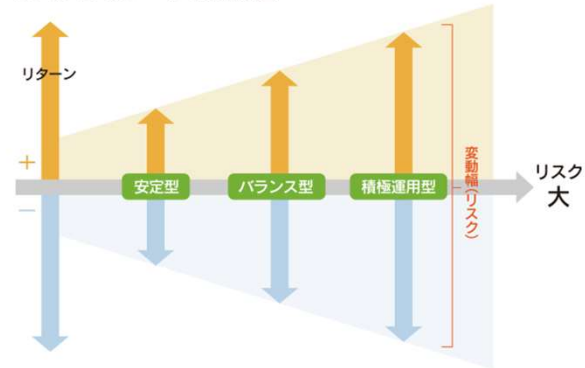 リターン
+
−
安定型
バランス型
積極運用型
変動幅(リスク)
リスク
大